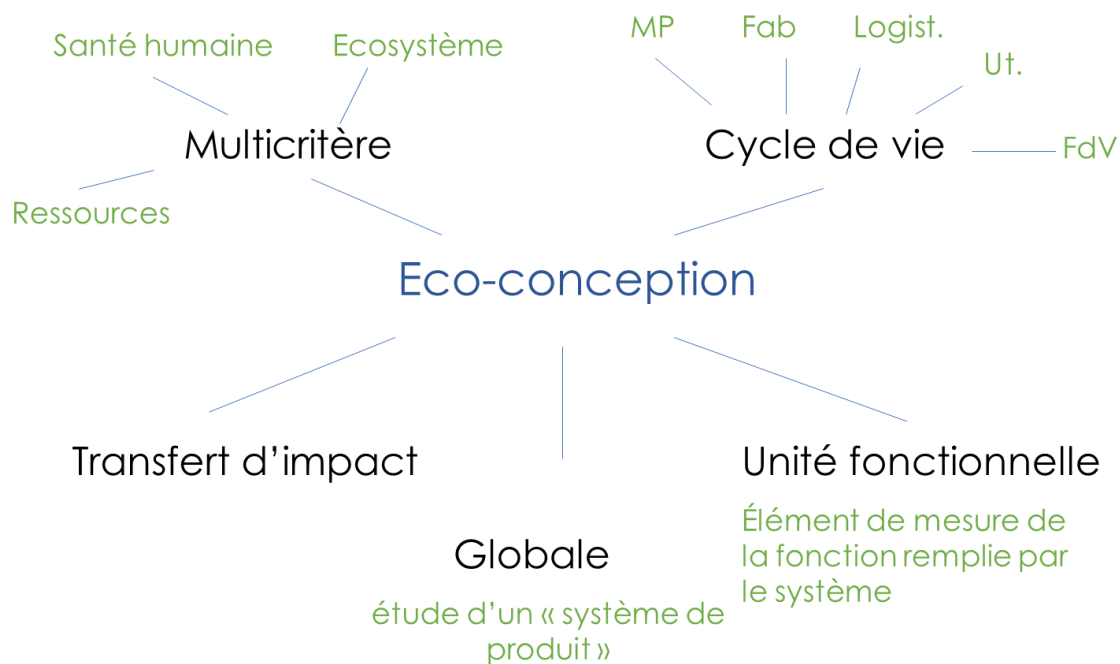 Santé humaine
Ecosystème
Multicritère
Ressources
MP
Fab
Logist.
Ut.
Cycle de vie
FdV
Eco-conception
Transfert d’impact
Globale
étude d’un « système de
produit »
Unité fonctionnelle
Élément de mesure de
la fonction remplie par
le système